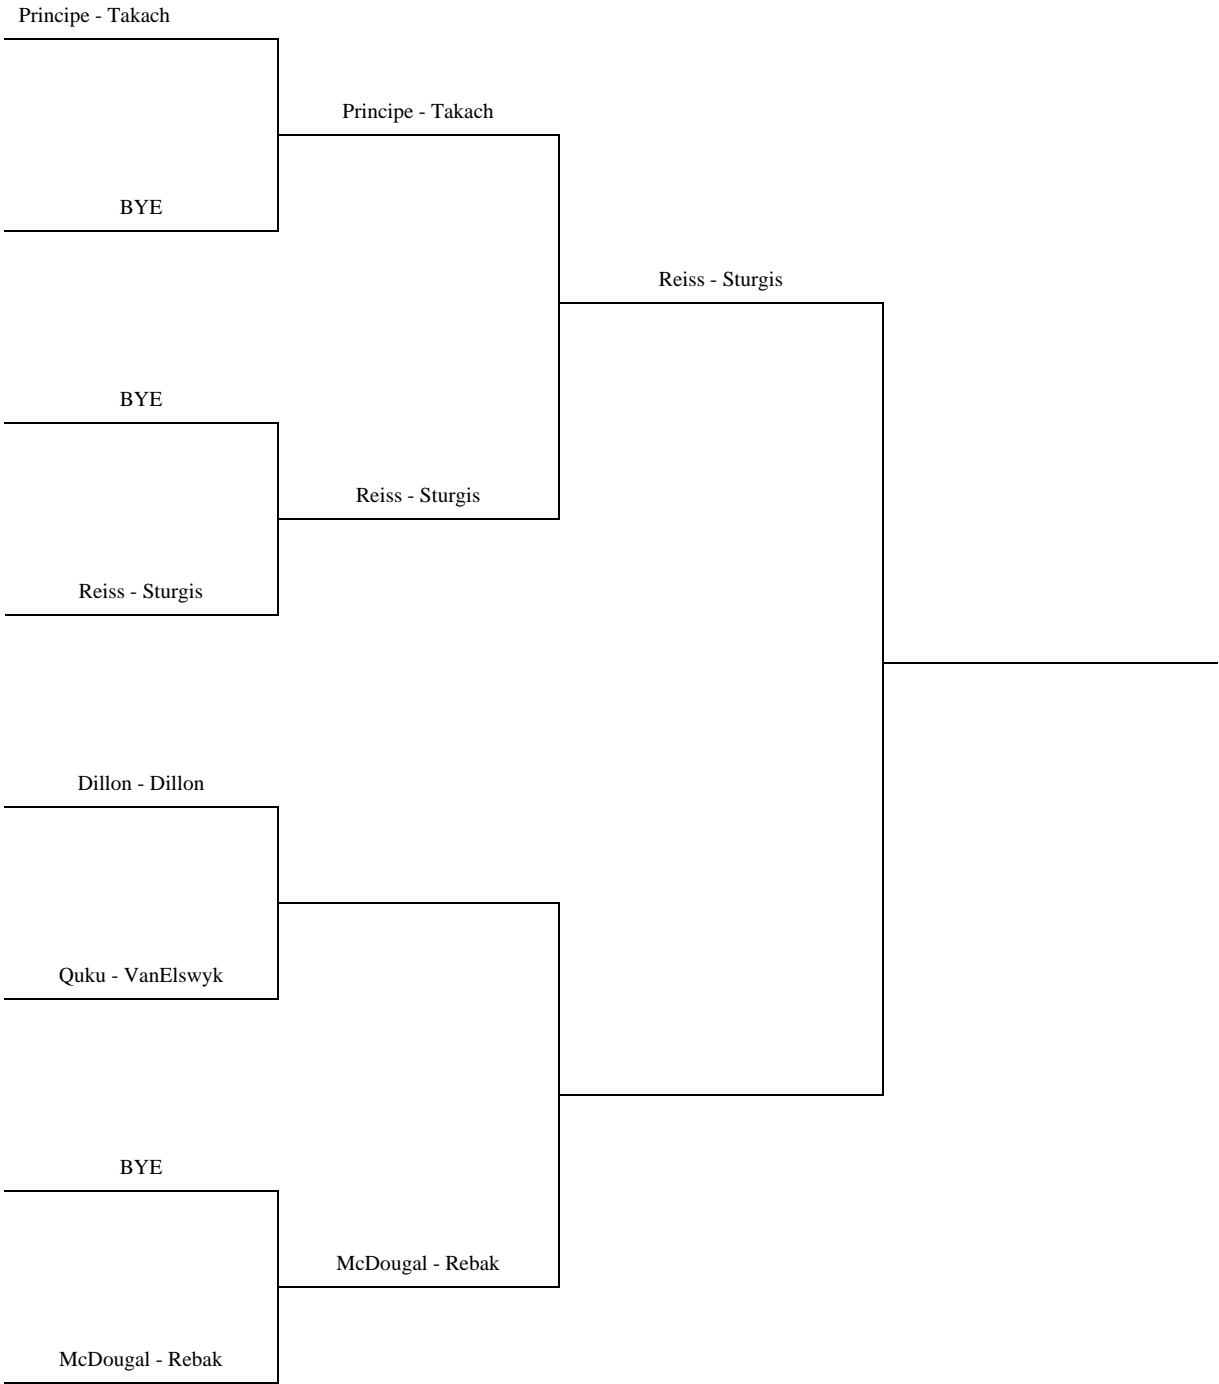 Principe - Takach
Principe - Takach
BYE
Reiss - Sturgis
BYE
Reiss - Sturgis
Reiss - Sturgis
Dillon - Dillon
Quku - VanElswyk
BYE
McDougal - Rebak
McDougal - Rebak